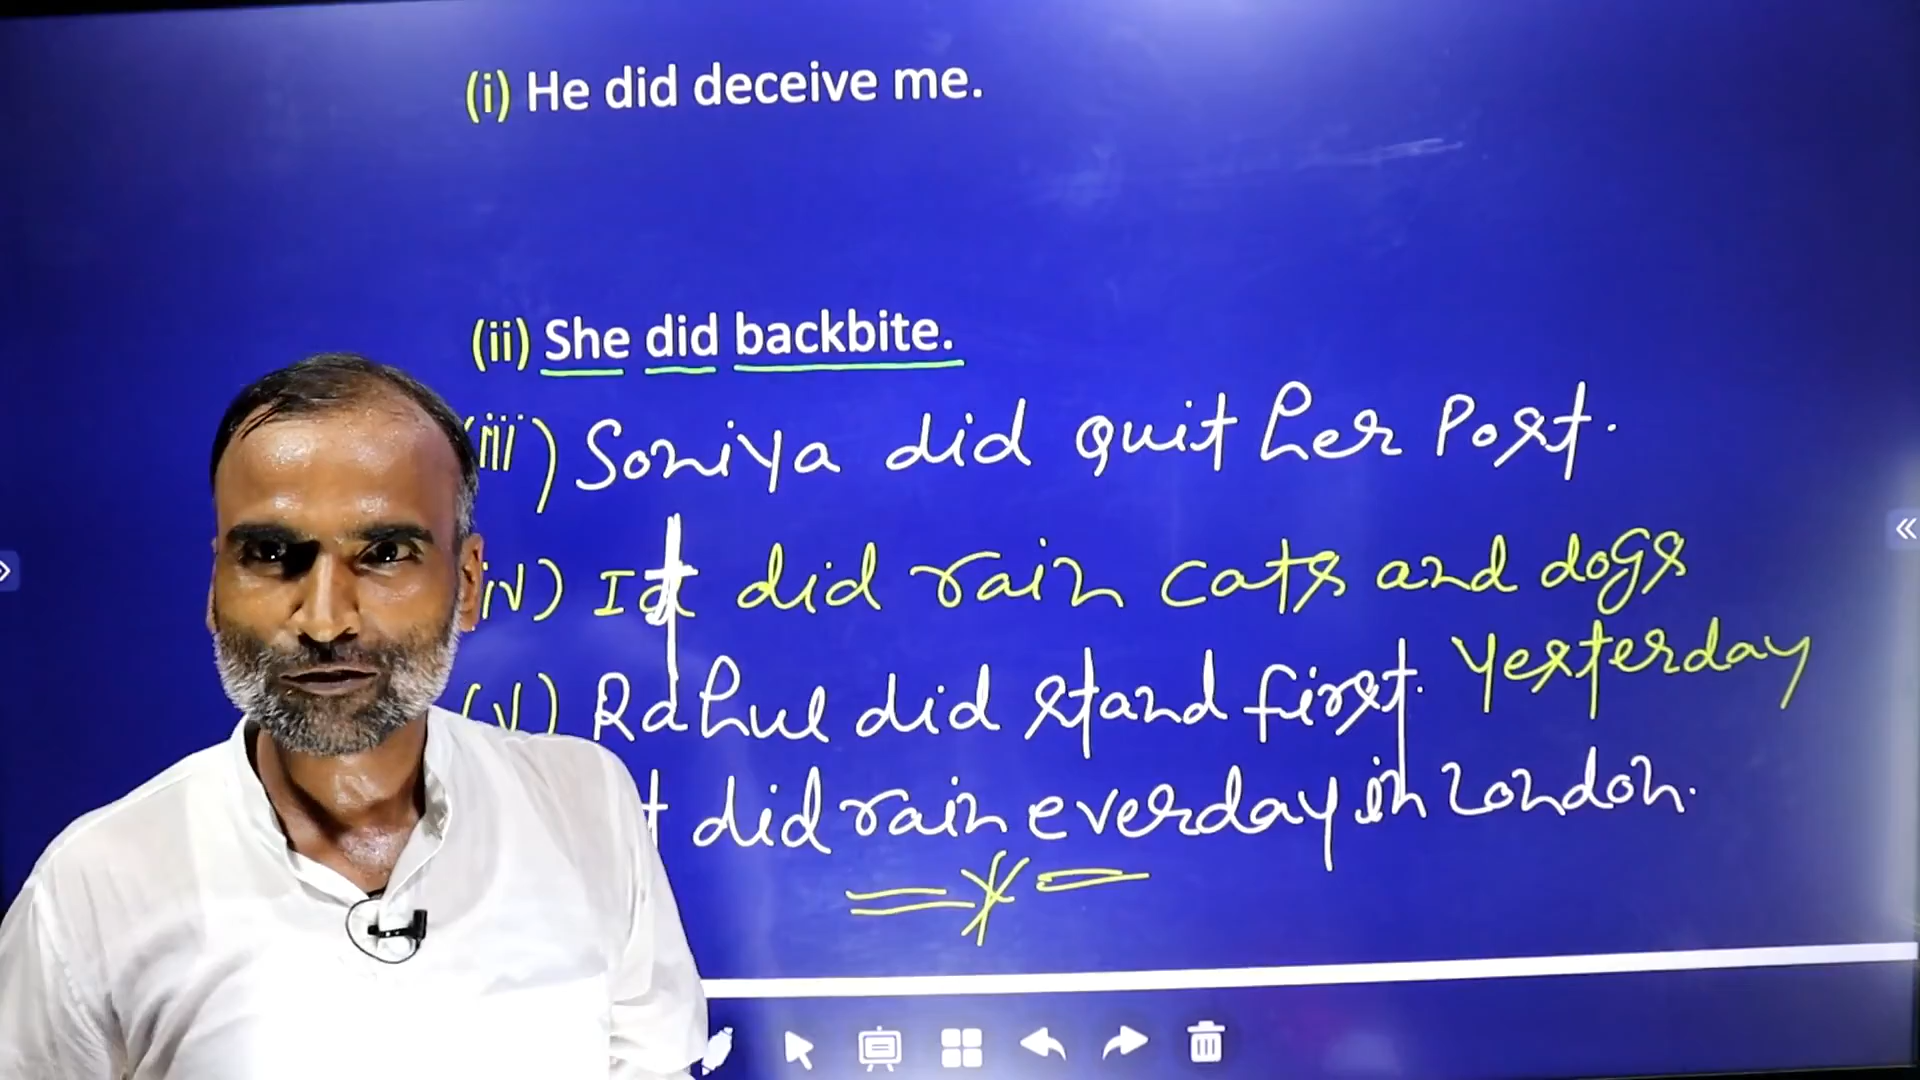 (i) He did deceive me.
(ii) She did backbite.
(iii) Soniya did quit her Post.
iv) It did rain cats and dogs
Yesterday
(v) Rahul did stand first.
t did rain everday in London.